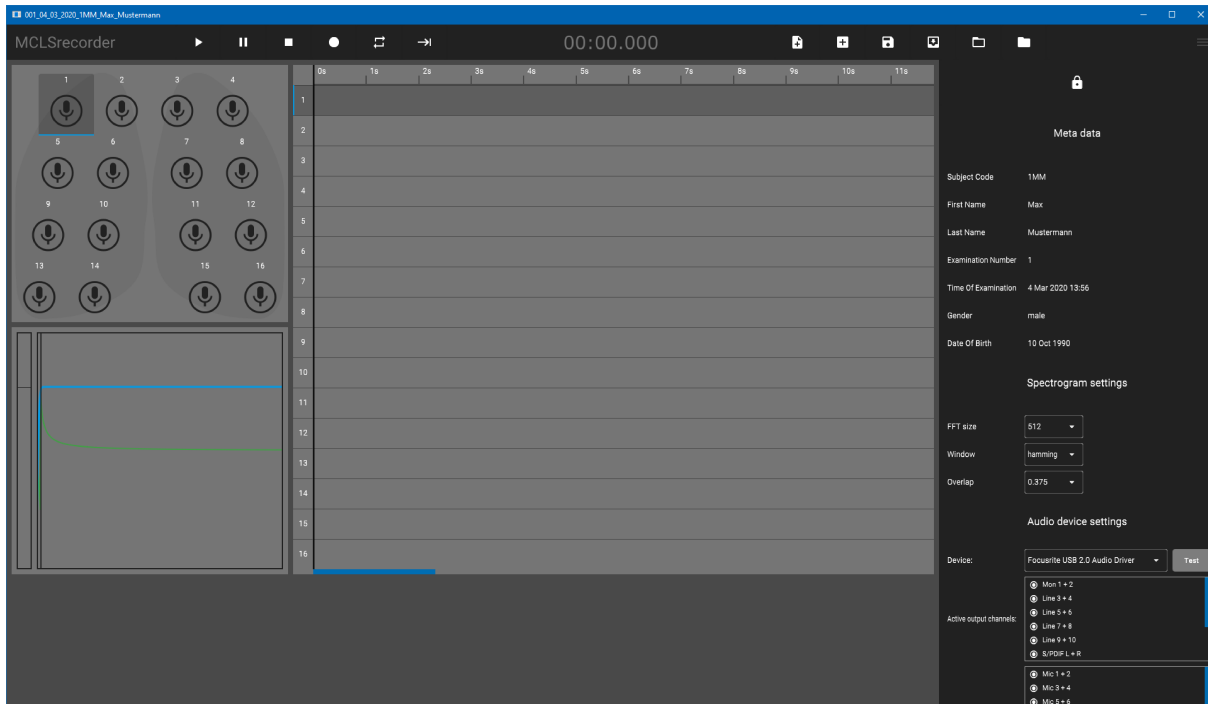 001_04_03_2020_1MM_Max_Mustermann
MCLSrecorder
00:00.000
1 2 3 4
5 6 7 8
9 10 11 12
13 14 15 16
0s 1s 2s 3s 4s 5s 6s 7s 8s 9s 10s 11s
1
2
3
4
5
6
7
8
9
10
11
12
13
14
15
16
Meta data
Subject Code 1MM
First Name Max
Last Name Mustermann
Examination Number 1
Time Of Examination 4 Mar 2020 13:56
Gender male
Date Of Birth 10 Oct 1990
Spectrogram settings
FFT size 512
Window hamming
Overlap 0.375
Audio device settings
Device: Focusrite USB 2.0 Audio Driver Test
Active output channels:
Mon 1 + 2
Line 3 + 4
Line 5 + 6
Line 7 + 8
Line 9 + 10
S/PDIF L + R
Mic 1 + 2
Mic 3 + 4
Mic 5 + 6